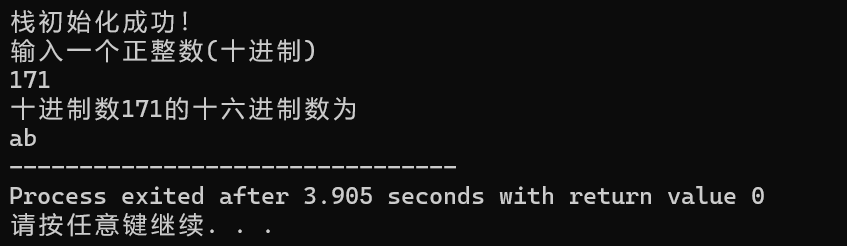 栈初始化成功!
输入一个正整数(十进制)
171
十进制数171的十六进制数为
ab
--------------------------------
Process exited after 3.905 seconds with return value 0
请按任意键继续. . .